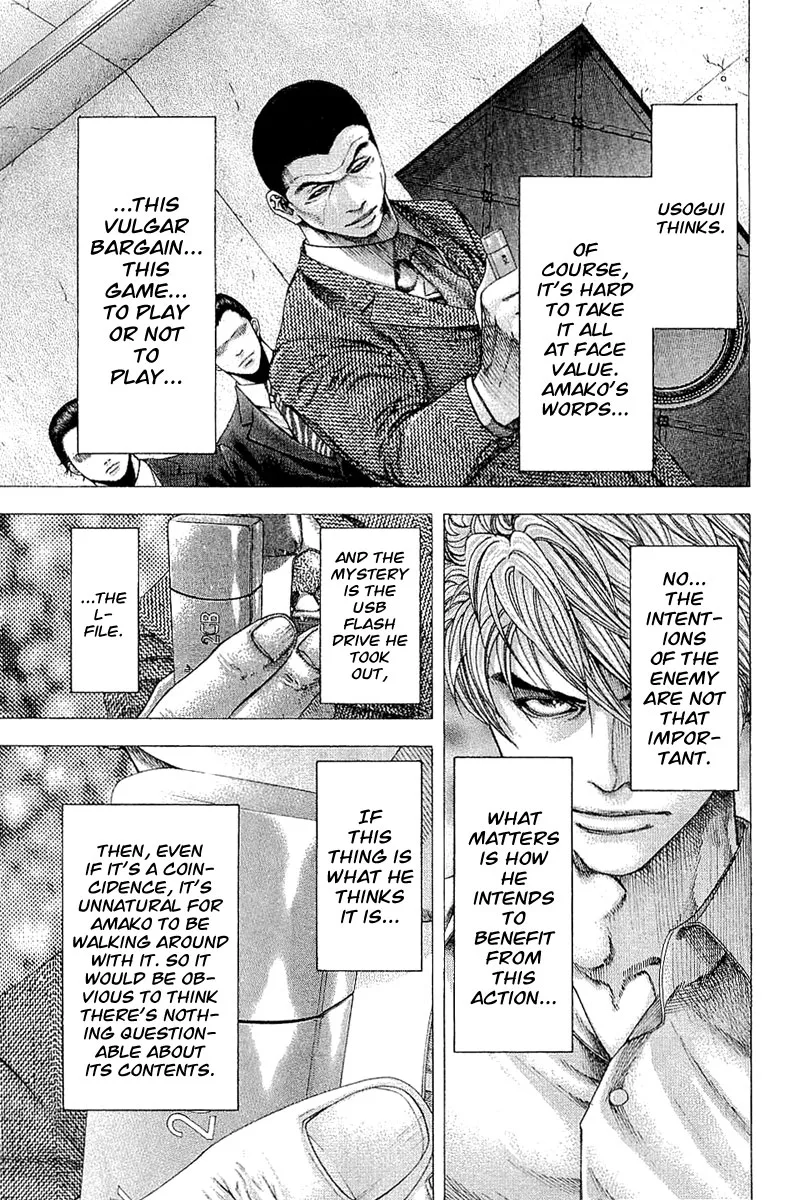 USOGUI
THINKS.
OF
COURSE,
IT'S HARD
TO TAKE
IT ALL
AT FACE
VALUE.
AMAKO'S
WORDS...
...THIS
VULGAR
BARGAIN...
THIS
GAME...
TO PLAY
OR NOT
TO
PLAY...
NO...
THE
INTENT-
IONS
OF THE
ENEMY
ARE NOT
THAT
IMPOR-
TANT.
WHAT
MATTERS
IS HOW
HE
INTENDS
TO
BENEFIT
FROM
THIS
ACTION...
AND THE
MYSTERY
IS THE
USB
FLASH
DRIVE HE
TOOK
OUT,
...THE
L-
FILE.
2GB
IF
THIS
THING IS
WHAT HE
THINKS
IT IS...
THEN, EVEN
IF IT'S A COIN-
CIDENCE, IT'S
UNNATURAL FOR
AMAKO TO BE
WALKING AROUND
WITH IT. SO IT
WOULD BE OB-
VIOUS TO THINK
THERE'S NOTH-
ING QUESTION-
ABLE ABOUT
ITS CONTENTS.
2G